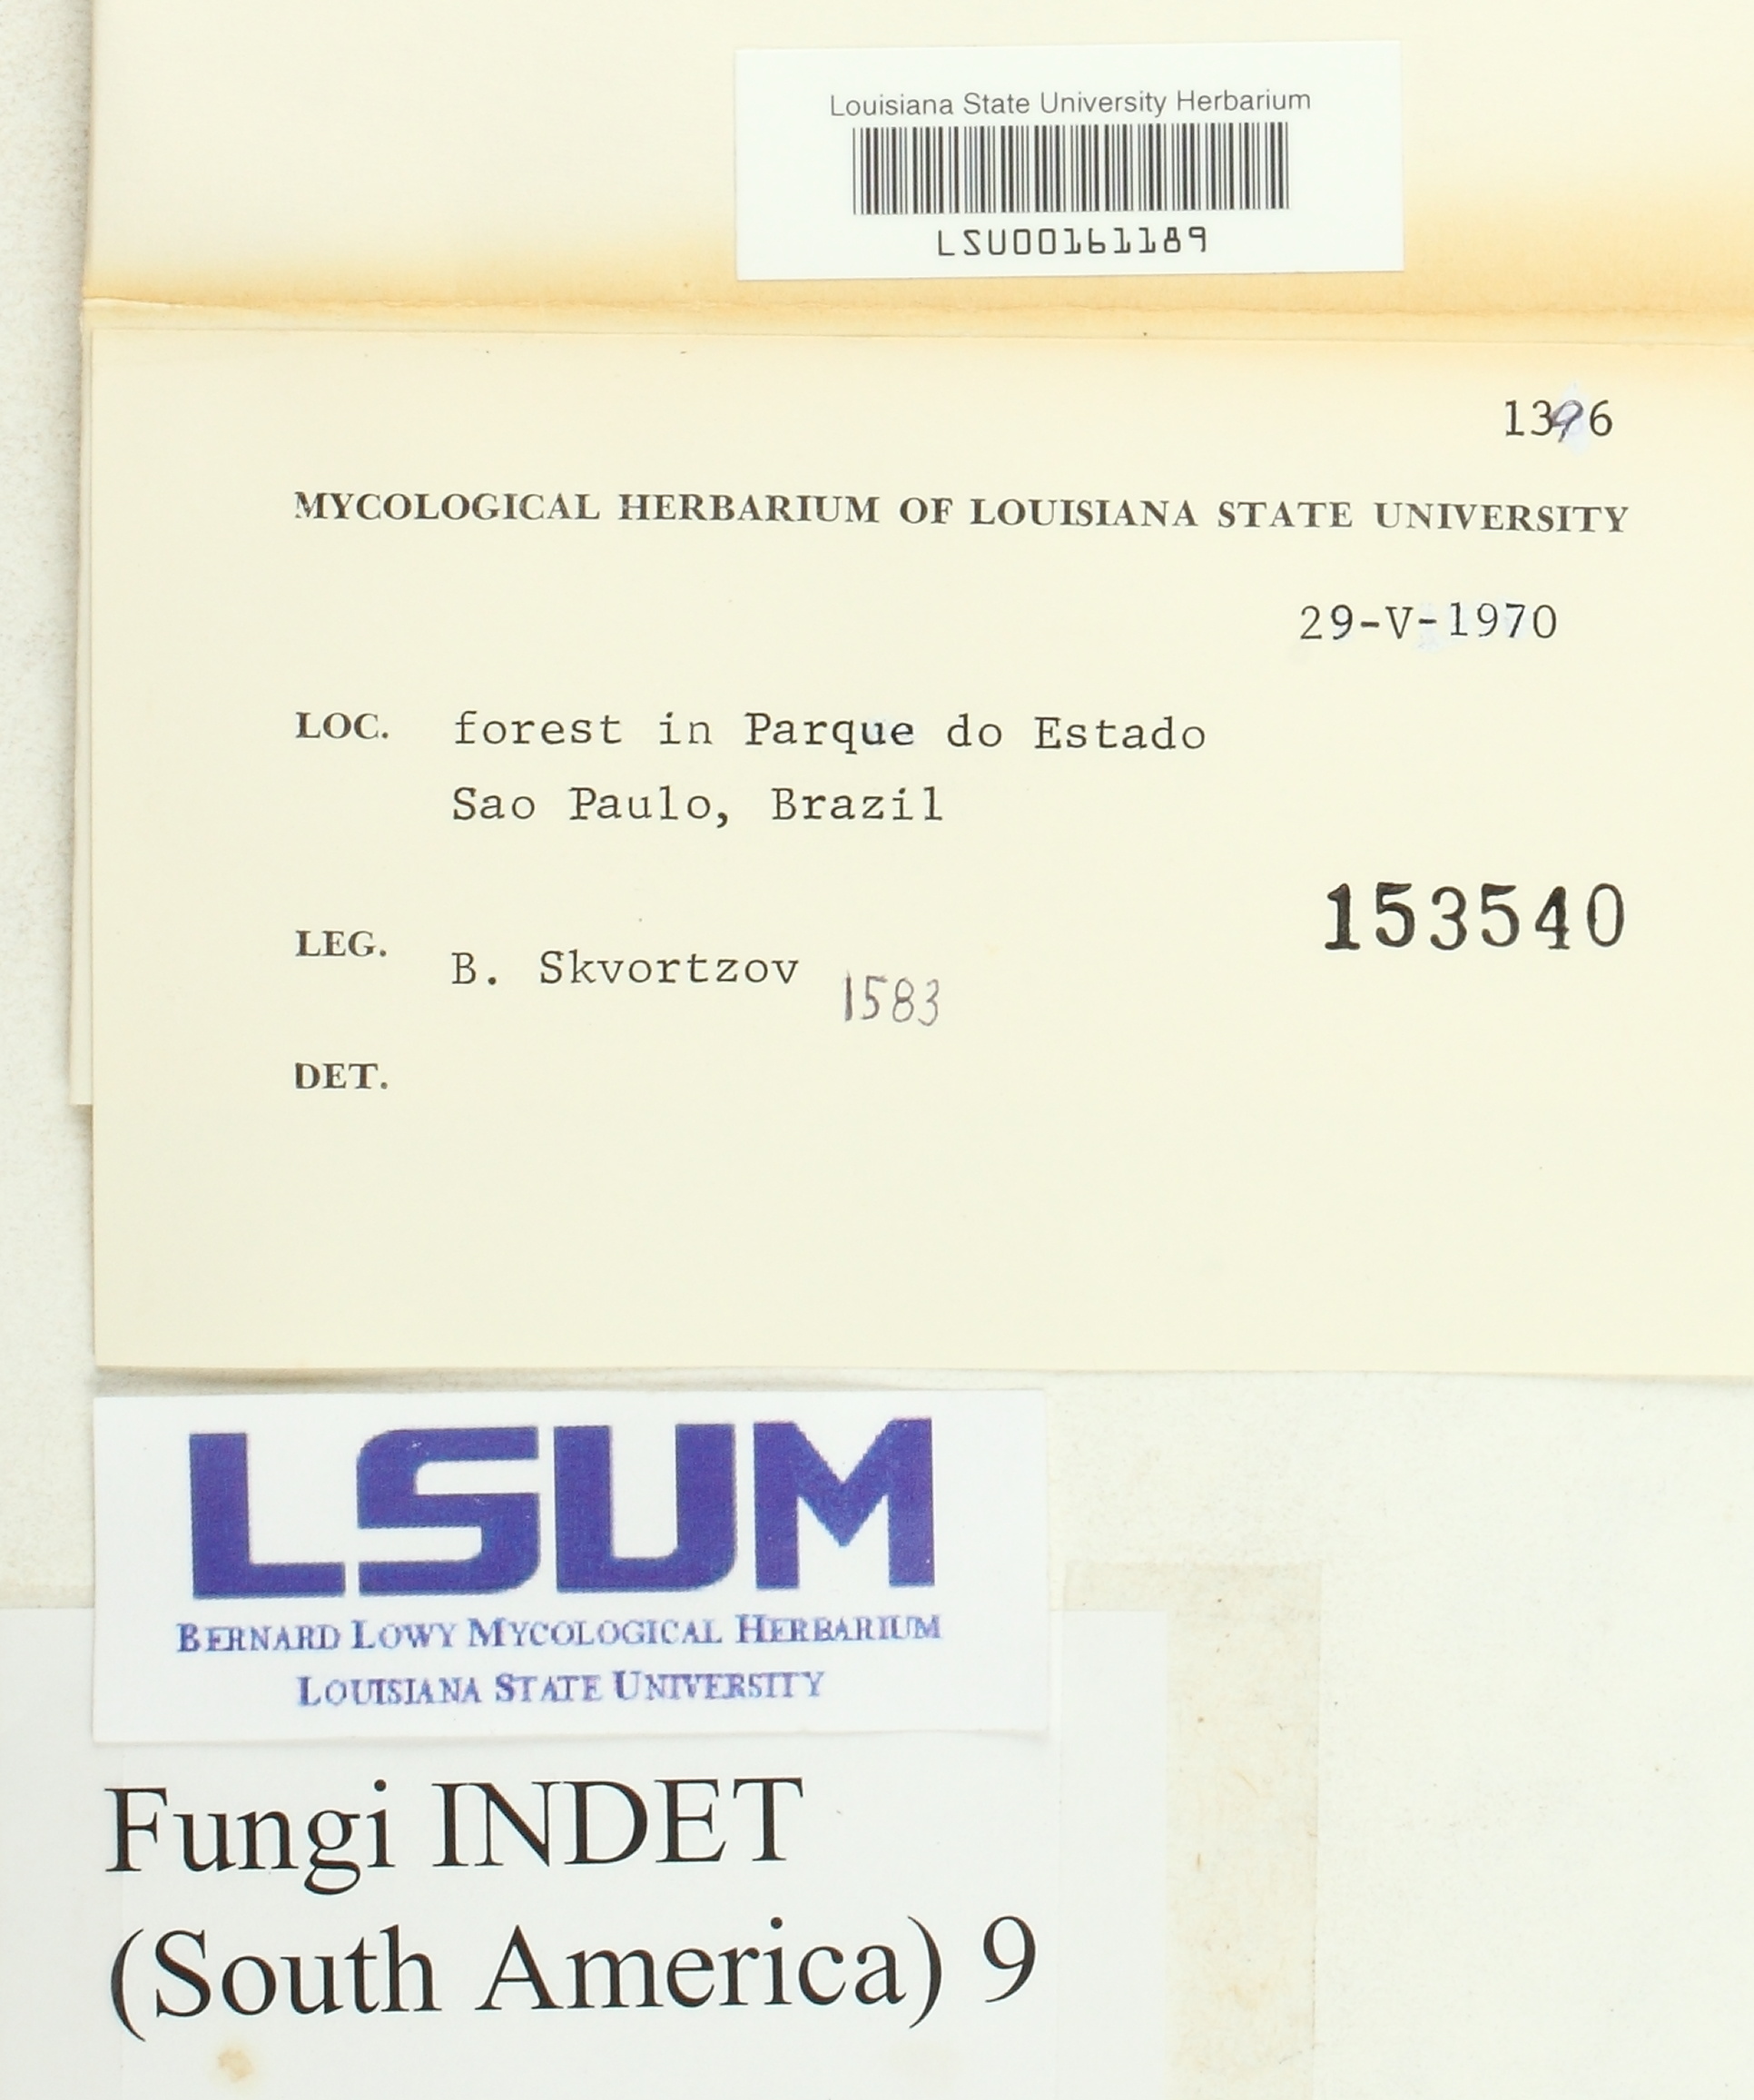 Louisiana State University Herbarium
LSU00161189
1396
MYCOLOGICAL HERBARIUM OF LOUISIANA STATE UNIVERSITY
29-V-1970
LOC. forest in Parque do Estado
Sao Paulo, Brazil
153540
LEG. B. Skvortzov 1583
DET.
LSUM
BERNARD LOWY MYCOLOGICAL HERBARIUM
LOUISIANA STATE UNIVERSITY
Fungi INDET
(South America) 9